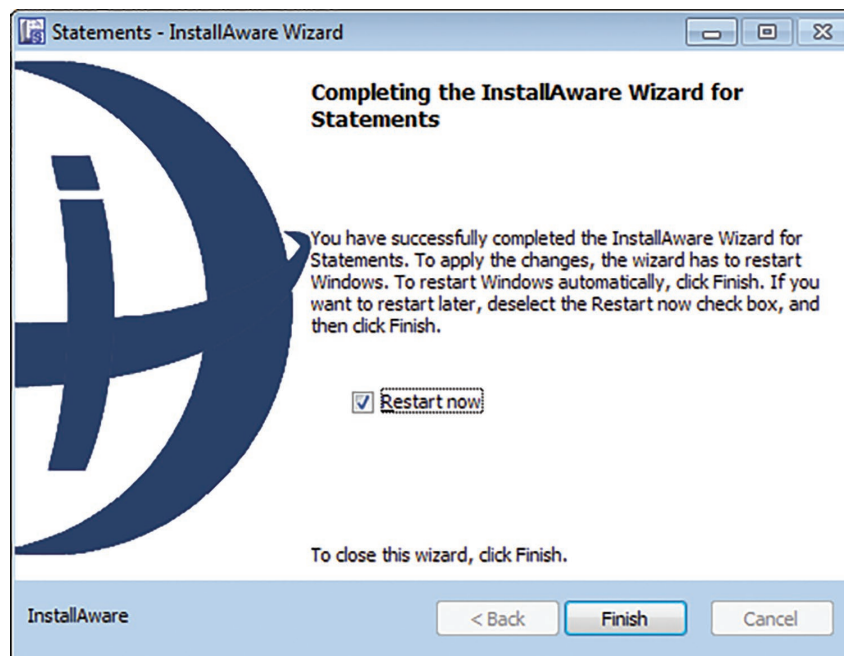 Statements - InstallAware Wizard
Completing the InstallAware Wizard for
Statements
You have successfully completed the InstallAware Wizard for
Statements. To apply the changes, the wizard has to restart
Windows. To restart Windows automatically, click Finish. If you
want to restart later, deselect the Restart now check box, and
then click Finish.
Restart now
To close this wizard, click Finish.
InstallAware
< Back
Finish
Cancel